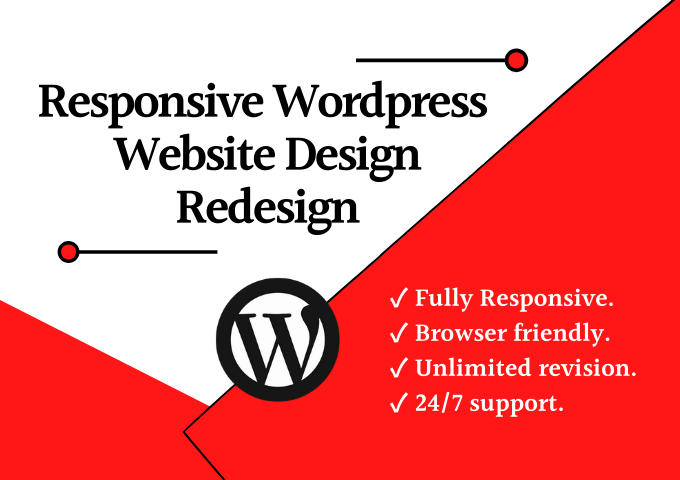 Responsive Wordpress
Website Design
Redesign
W
✓ Fully Responsive.
✓ Browser friendly.
✓ Unlimited revision.
✓ 24/7 support.